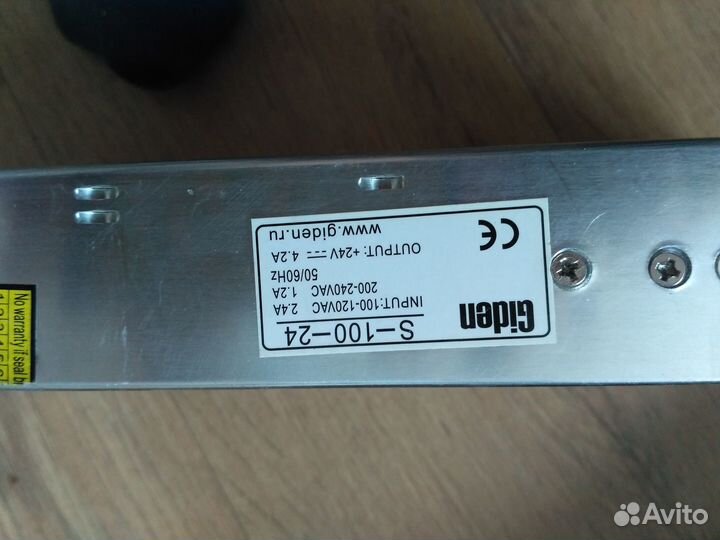 Giden
S-100-24
INPUT:100-120VAC 2.4A
200-240VAC 1.2A
50/60Hz
OUTPUT: +24V⎓4.2A
www.giden.ru
CE
No warranty if seal br
Avito